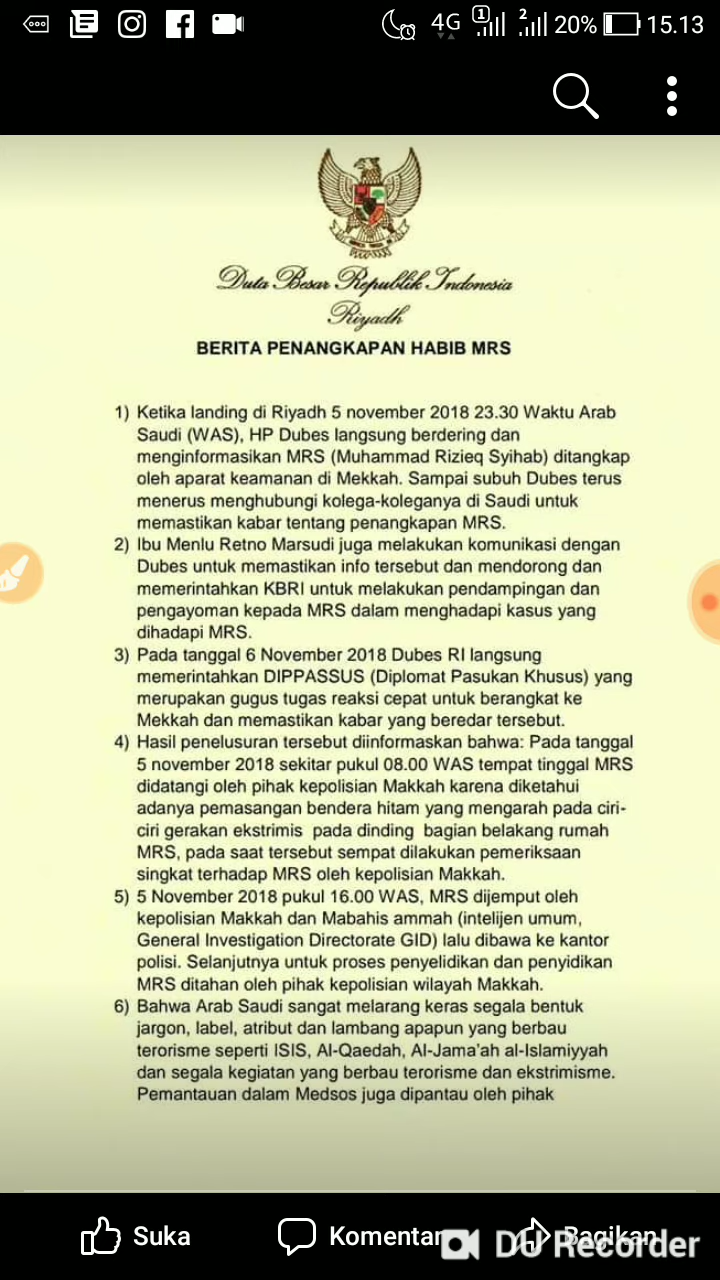 4G 1 2 20% 15.13
Duta Besar Republik Indonesia
Riyadh
BERITA PENANGKAPAN HABIB MRS
1) Ketika landing di Riyadh 5 november 2018 23.30 Waktu Arab
Saudi (WAS), HP Dubes langsung berdering dan
menginformasikan MRS (Muhammad Rizieq Syihab) ditangkap
oleh aparat keamanan di Mekkah. Sampai subuh Dubes terus
menerus menghubungi kolega-koleganya di Saudi untuk
memastikan kabar tentang penangkapan MRS.
2) Ibu Menlu Retno Marsudi juga melakukan komunikasi dengan
Dubes untuk memastikan info tersebut dan mendorong dan
memerintahkan KBRI untuk melakukan pendampingan dan
pengayoman kepada MRS dalam menghadapi kasus yang
dihadapi MRS.
3) Pada tanggal 6 November 2018 Dubes RI langsung
memerintahkan DIPPASSUS (Diplomat Pasukan Khusus) yang
merupakan gugus tugas reaksi cepat untuk berangkat ke
Mekkah dan memastikan kabar yang beredar tersebut.
4) Hasil penelusuran tersebut diinformaskan bahwa: Pada tanggal
5 november 2018 sekitar pukul 08.00 WAS tempat tinggal MRS
didatangi oleh pihak kepolisian Makkah karena diketahui
adanya pemasangan bendera hitam yang mengarah pada ciri-
ciri gerakan ekstrimis pada dinding bagian belakang rumah
MRS, pada saat tersebut sempat dilakukan pemeriksaan
singkat terhadap MRS oleh kepolisian Makkah.
5) 5 November 2018 pukul 16.00 WAS, MRS dijemput oleh
kepolisian Makkah dan Mabahis ammah (intelijen umum,
General Investigation Directorate GID) lalu dibawa ke kantor
polisi. Selanjutnya untuk proses penyelidikan dan penyidikan
MRS ditahan oleh pihak kepolisian wilayah Makkah.
6) Bahwa Arab Saudi sangat melarang keras segala bentuk
jargon, label, atribut dan lambang apapun yang berbau
terorisme seperti ISIS, Al-Qaedah, Al-Jama'ah al-Islamiyyah
dan segala kegiatan yang berbau terorisme dan ekstrimisme.
Pemantauan dalam Medsos juga dipantau oleh pihak
Suka Komentar Bagikan
DU Recorder